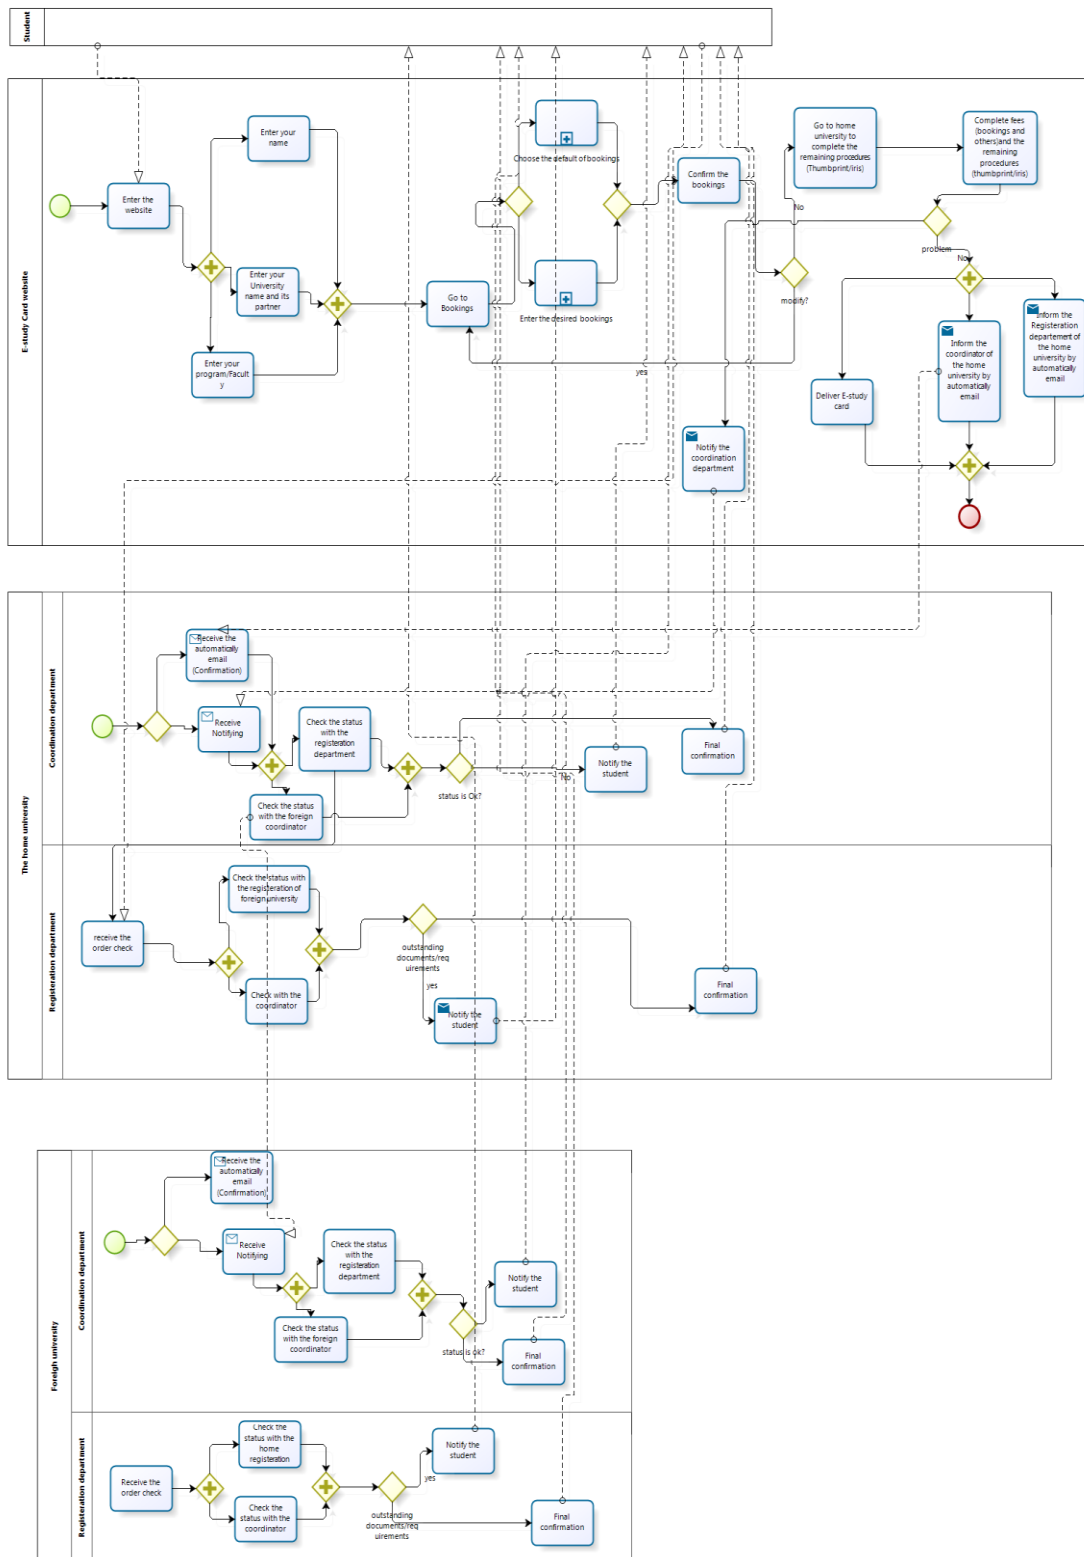 Student
E-study Card website
Enter your
name
Enter the
website
Enter your
University
name and its
partner
Enter your
program/Facult
y
Go to
Bookings
Choose the default of bookings
Enter the desired bookings
Confirm the
bookings
Go to home
university to
complete the
remaining
procedures
(Thumbprint/iris)
Complete fees
(bookings and
others)and the
remaining
procedures
(thumbprint/iris)
No
problem
No
modify?
yes
Deliver E-study
card
Inform the
coordinator of
the home
university by
automatically
email
Inform the
Registeration
departement of
the home
university by
automatically
email
Notify the
coordination
department
The home university
Coordination department
Receive the
automatically
email
(Confirmation)
Receive
Notifying
Check the status
with the
registeration
department
Check the status
with the foreign
coordinator
status is Ok?
No
Notify the
student
Final
confirmation
Registeration department
receive the
order check
Check the status with
the registeration of
foreign university
Check with the
coordinator
outstanding
documents/req
uirements
yes
Notify the
student
Final
confirmation
Foreigh university
Coordination department
Receive the
automatically
email
(Confirmation)
Receive
Notifying
Check the status
with the
registeration
department
Check the status
with the foreign
coordinator
status is ok?
Notify the
student
Final
confirmation
Registeration department
Receive the
order check
Check the
status with the
home
registeration
Check the
status with the
coordinator
outstanding
documents/req
uirements
yes
Notify the
student
Final
confirmation